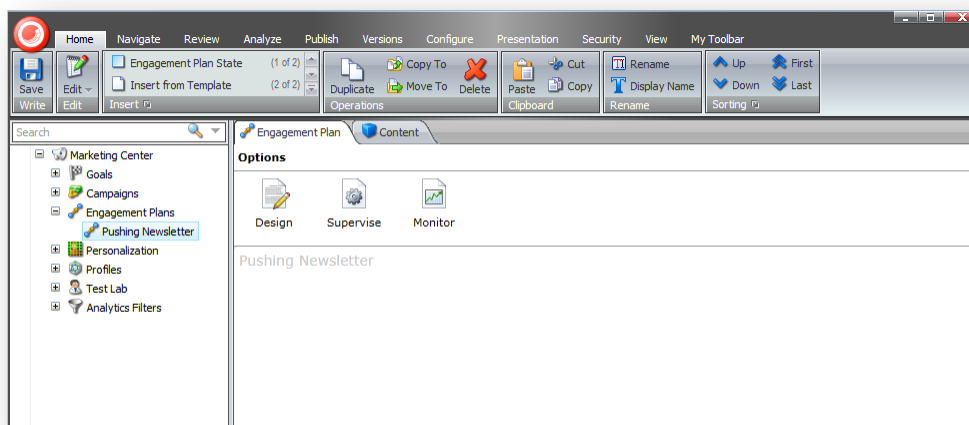 Home Navigate Review Analyze Publish Versions Configure Presentation Security View My Toolbar
Save
Write
Edit
Edit
Engagement Plan State (1 of 2)
Insert from Template (2 of 2)
Insert
Duplicate
Copy To
Move To
Delete
Operations
Paste
Cut
Copy
Clipboard
Rename
Display Name
Rename
Up First
Down Last
Sorting
Search
Marketing Center
Goals
Campaigns
Engagement Plans
Pushing Newsletter
Personalization
Profiles
Test Lab
Analytics Filters
Engagement Plan Content
Options
Design Supervise Monitor
Pushing Newsletter